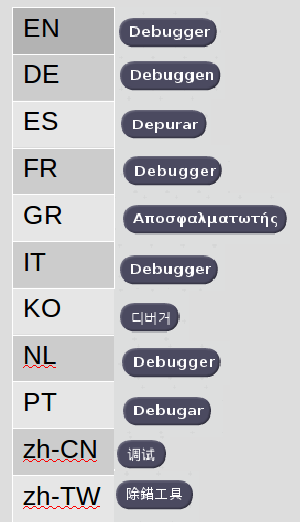 EN Debugger
DE Debuggen
ES Depurar
FR Debugger
GR Αποσφαλματωτής
IT Debugger
KO 디버거
NL Debugger
PT Debugar
zh-CN 调试
zh-TW 除錯工具